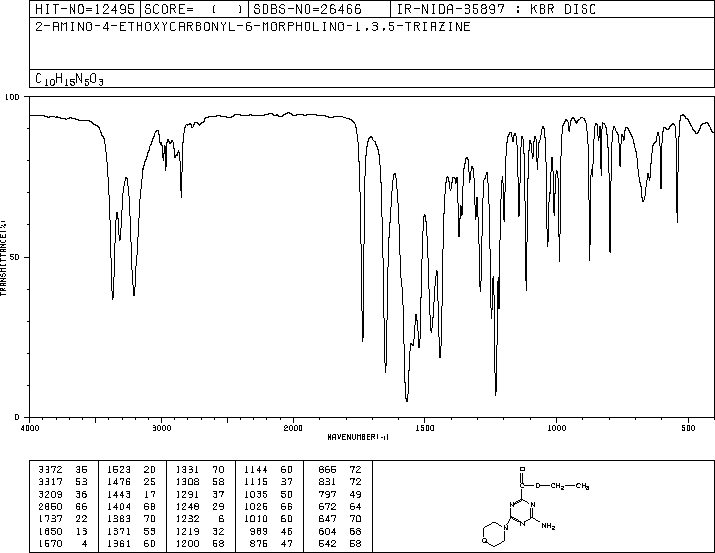 HIT-NO=12495 SCORE= ( ) SDBS-NO=26466 IR-NIDA-35897 : KBR DISC
2-AMINO-4-ETHOXYCARBONYL-6-MORPHOLINO-1,3,5-TRIAZINE
C10H15N5O3
100
50
0
TRANSMITTANCE(%)
4000 3000 2000 1500 1000 500
WAVENUMBER(-1)
3372 35 1523 20 1331 70 1144 60 866 72
3317 53 1476 25 1308 58 1115 37 831 72
3209 36 1443 17 1291 37 1035 50 797 49
2860 66 1404 68 1248 29 1026 66 672 64
1737 22 1383 70 1232 6 1010 60 647 70
1650 13 1371 55 1219 32 989 46 604 68
1570 4 1361 60 1200 58 876 47 542 58
O
C O CH2 CH3
N N
N N NH2
O